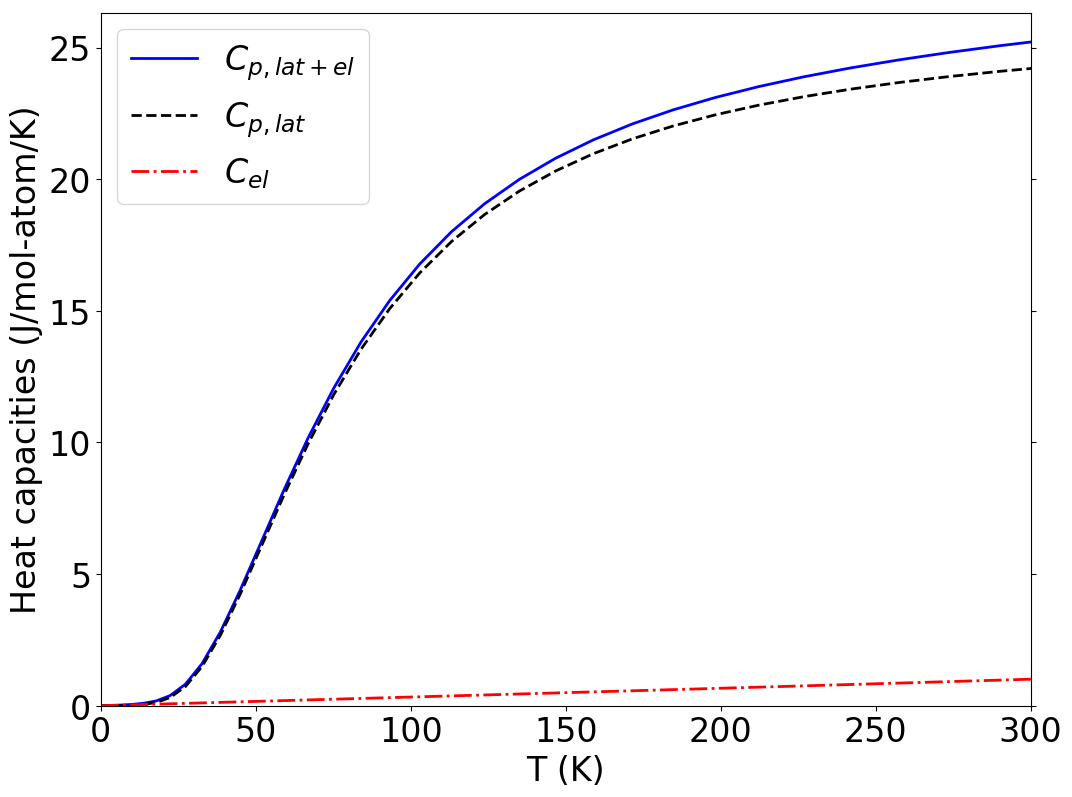 C_{p, lat+el}
C_{p, lat}
C_{el}
Heat capacities (J/mol-atom/K)
25
20
15
10
5
0
0 50 100 150 200 250 300
T (K)